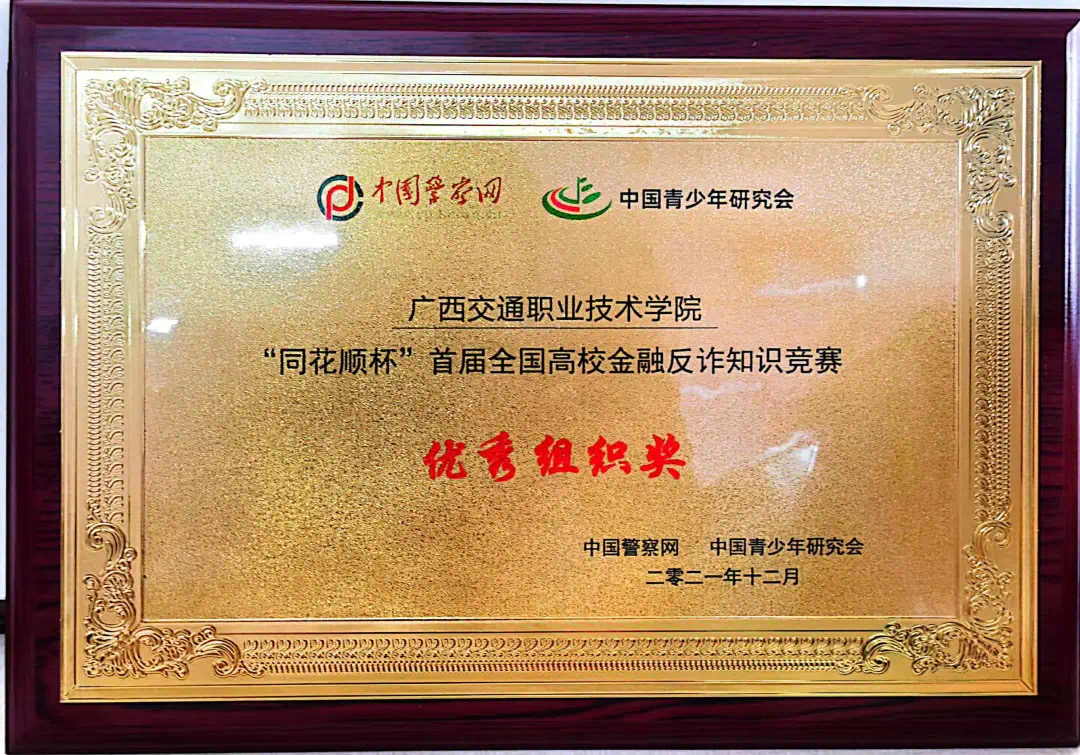 中国警察网 中国青少年研究会
广西交通职业技术学院
“同花顺杯”首届全国高校金融反诈知识竞赛
优秀组织奖
中国警察网 中国青少年研究会
二零二一年十二月